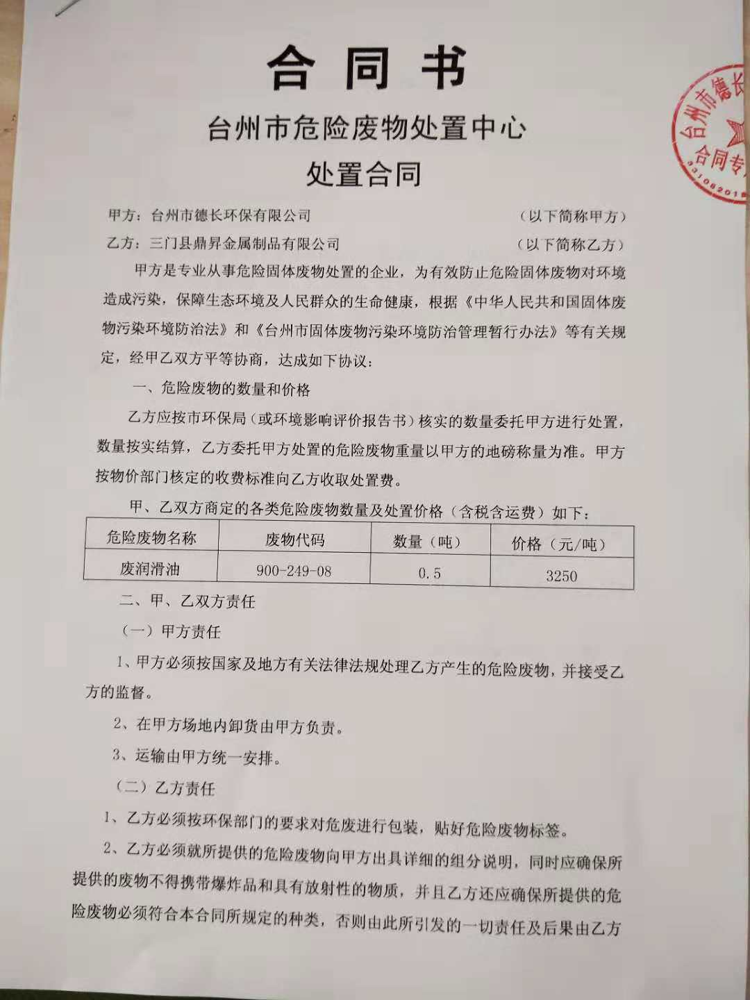 合同书
台州市危险废物处置中心
处置合同
甲方：台州市德长环保有限公司 （以下简称甲方）
乙方：三门县鼎昇金属制品有限公司 （以下简称乙方）
甲方是专业从事危险固体废物处置的企业，为有效防止危险固体废物对环境
造成污染，保障生态环境及人民群众的生命健康，根据《中华人民共和国固体废
物污染环境防治法》和《台州市固体废物污染环境防治管理暂行办法》等有关规
定，经甲乙双方平等协商，达成如下协议：
一、危险废物的数量和价格
乙方应按市环保局（或环境影响评价报告书）核实的数量委托甲方进行处置，
数量按实结算，乙方委托甲方处置的危险废物重量以甲方的地磅称量为准。甲方
按物价部门核定的收费标准向乙方收取处置费。
甲、乙双方商定的各类危险废物数量及处置价格（含税含运费）如下：
危险废物名称 废物代码 数量（吨） 价格（元/吨）
废润滑油 900-249-08 0.5 3250
二、甲、乙双方责任
（一）甲方责任
1、甲方必须按国家及地方有关法律法规处理乙方产生的危险废物，并接受乙
方的监督。
2、在甲方场地内卸货由甲方负责。
3、运输由甲方统一安排。
（二）乙方责任
1、乙方必须按环保部门的要求对危废进行包装，贴好危险废物标签。
2、乙方必须就所提供的危险废物向甲方出具详细的组分说明，同时应确保所
提供的废物不得携带爆炸品和具有放射性的物质，并且乙方还应确保所提供的危
险废物必须符合本合同所规定的种类，否则由此所引发的一切责任及后果由乙方
台州市德长
合同专
33108201